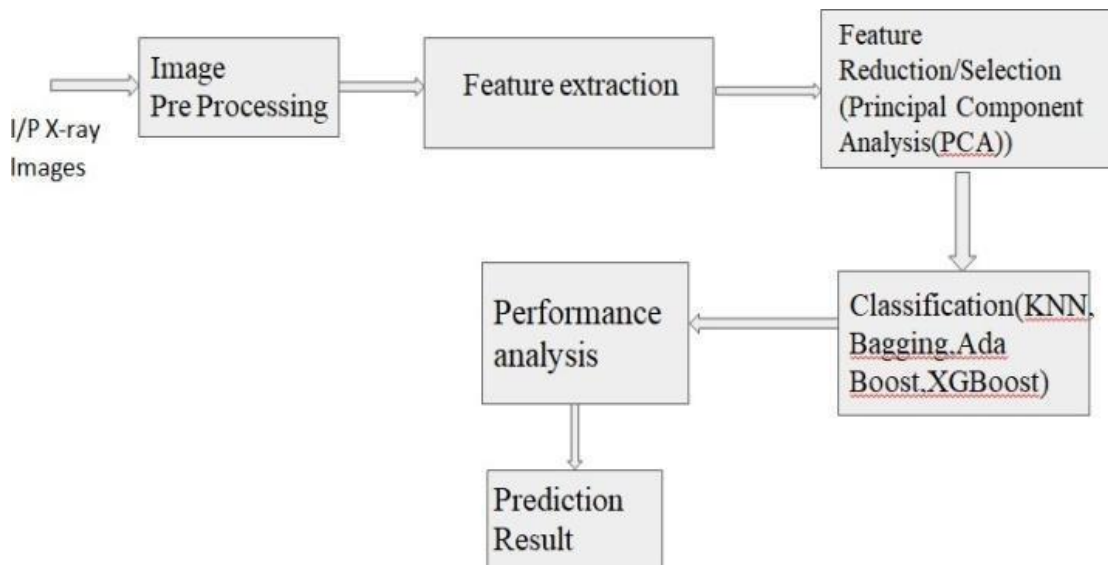 I/P X-ray
Images
Image
Pre Processing
Feature extraction
Feature
Reduction/Selection
(Principal Component
Analysis(PCA))
Classification(KNN,
Bagging,Ada
Boost,XGBoost)
Performance
analysis
Prediction
Result